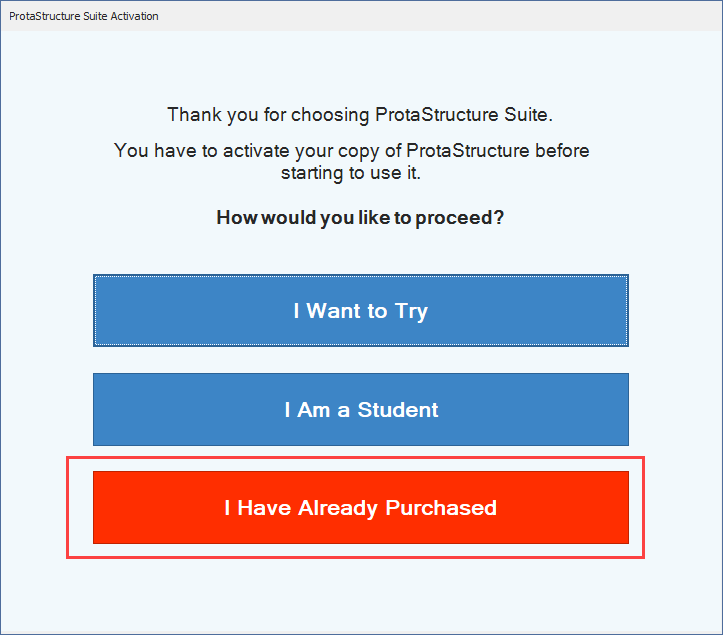 ProtaStructure Suite Activation
Thank you for choosing ProtaStructure Suite.
You have to activate your copy of ProtaStructure before
starting to use it.
How would you like to proceed?
I Want to Try
I Am a Student
I Have Already Purchased